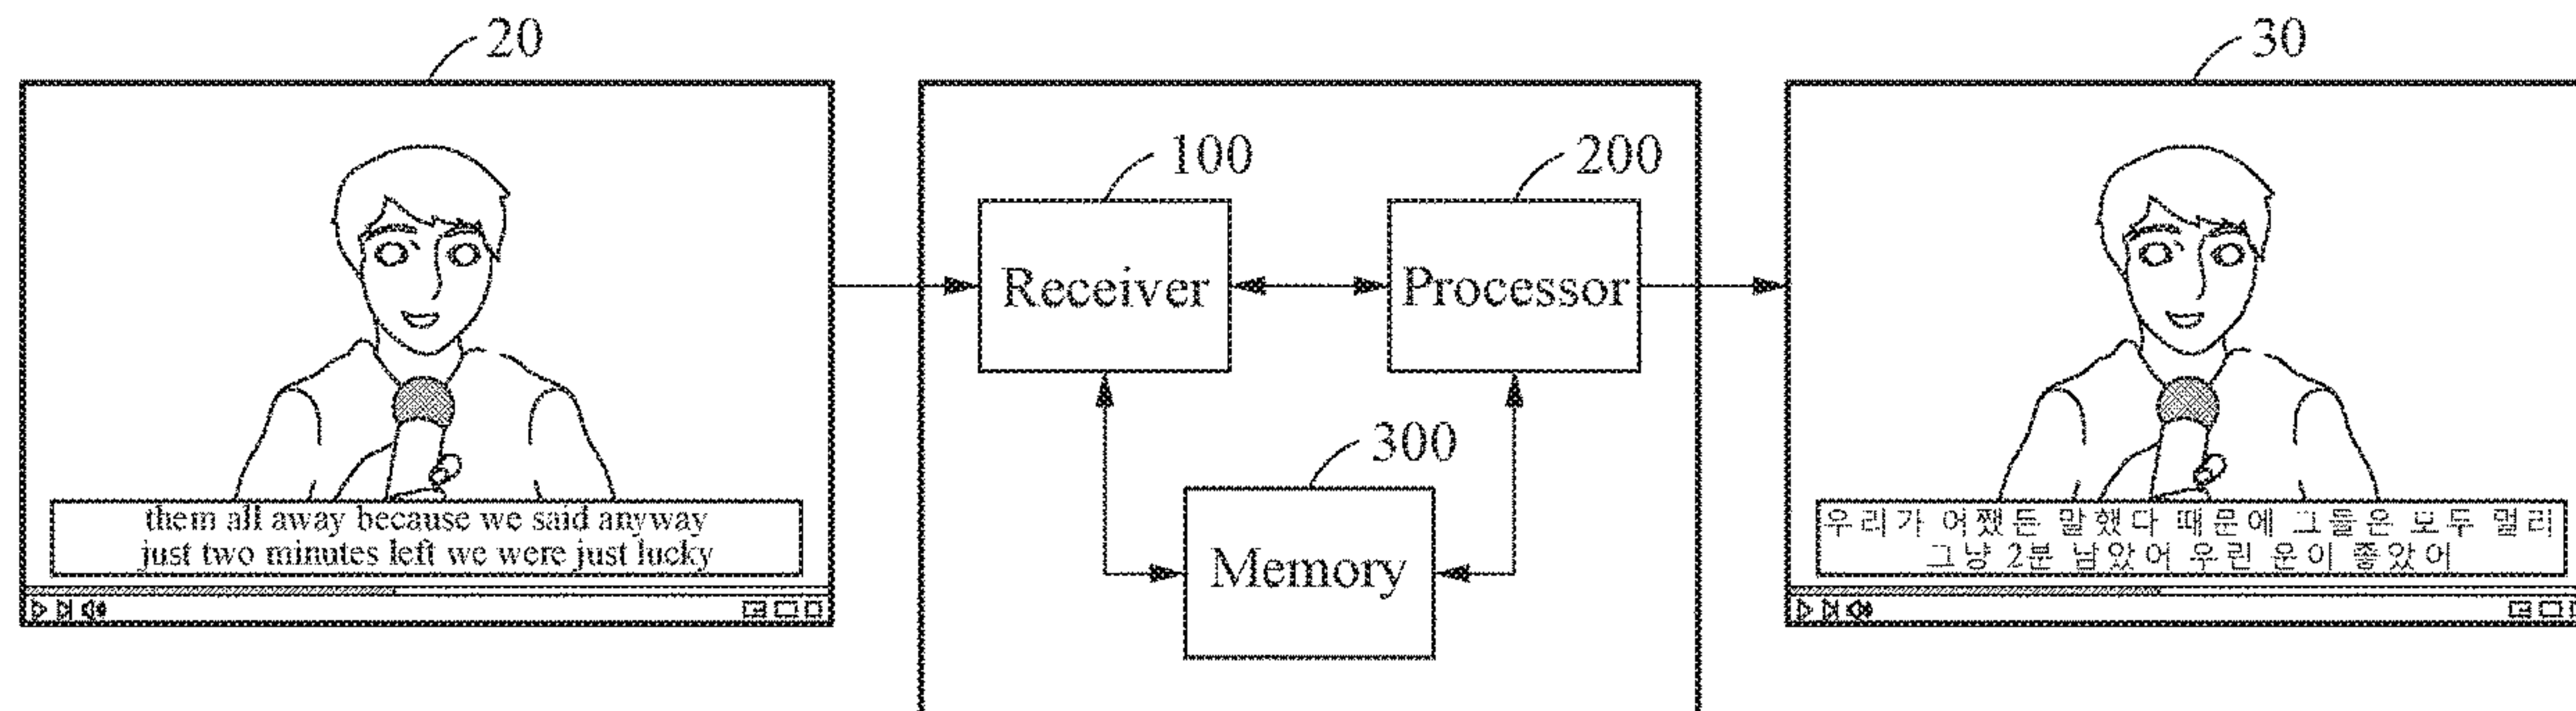 20
them all away because we said anyway
just two minutes left we were just lucky
100
200
Receiver
Processor
300
Memory
30
우리가 어쨌든 말했다 때문에 그들은 모두 멀리
그냥 2분 남았어 우린 운이 좋았어